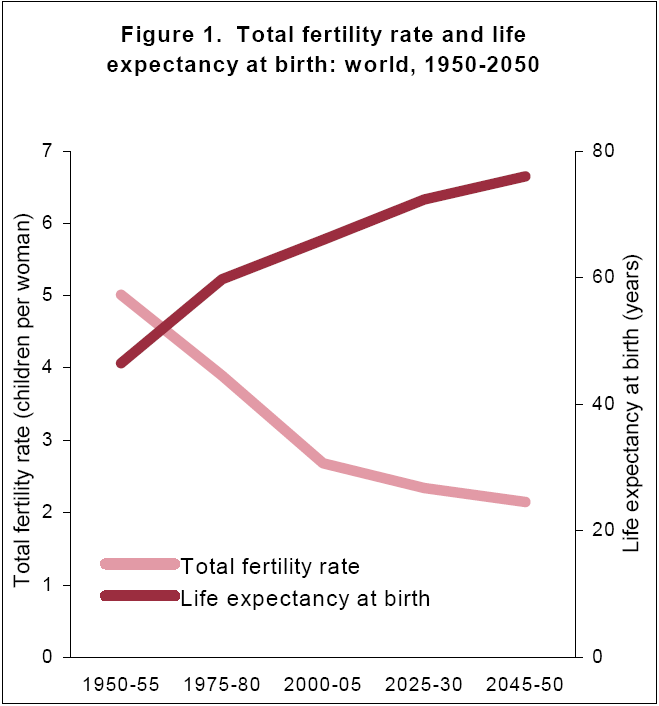 Figure 1. Total fertility rate and life
expectancy at birth: world, 1950-2050
Total fertility rate (children per woman)
7
6
5
4
3
2
1
0
80
60
40
20
0
Life expectancy at birth (years)
Total fertility rate
Life expectancy at birth
1950-55 1975-80 2000-05 2025-30 2045-50